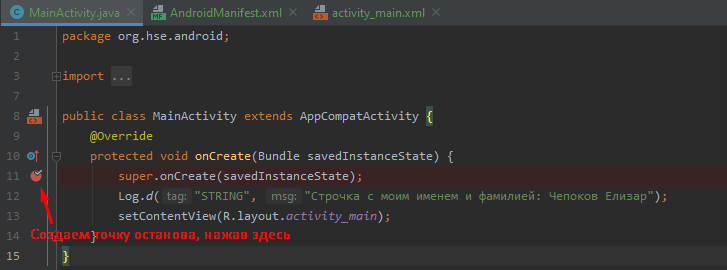 MainActivity.java AndroidManifest.xml activity_main.xml
1 package org.hse.android;
2
3 import ...
7
8 public class MainActivity extends AppCompatActivity {
9 @Override
10 protected void onCreate(Bundle savedInstanceState) {
11 super.onCreate(savedInstanceState);
12 Log.d( tag: "STRING", msg: "Строчка с моим именем и фамилией: Чепоков Елизар");
13 setContentView(R.layout.activity_main);
14 }
Создаем точку останова, нажав здесь
15 }